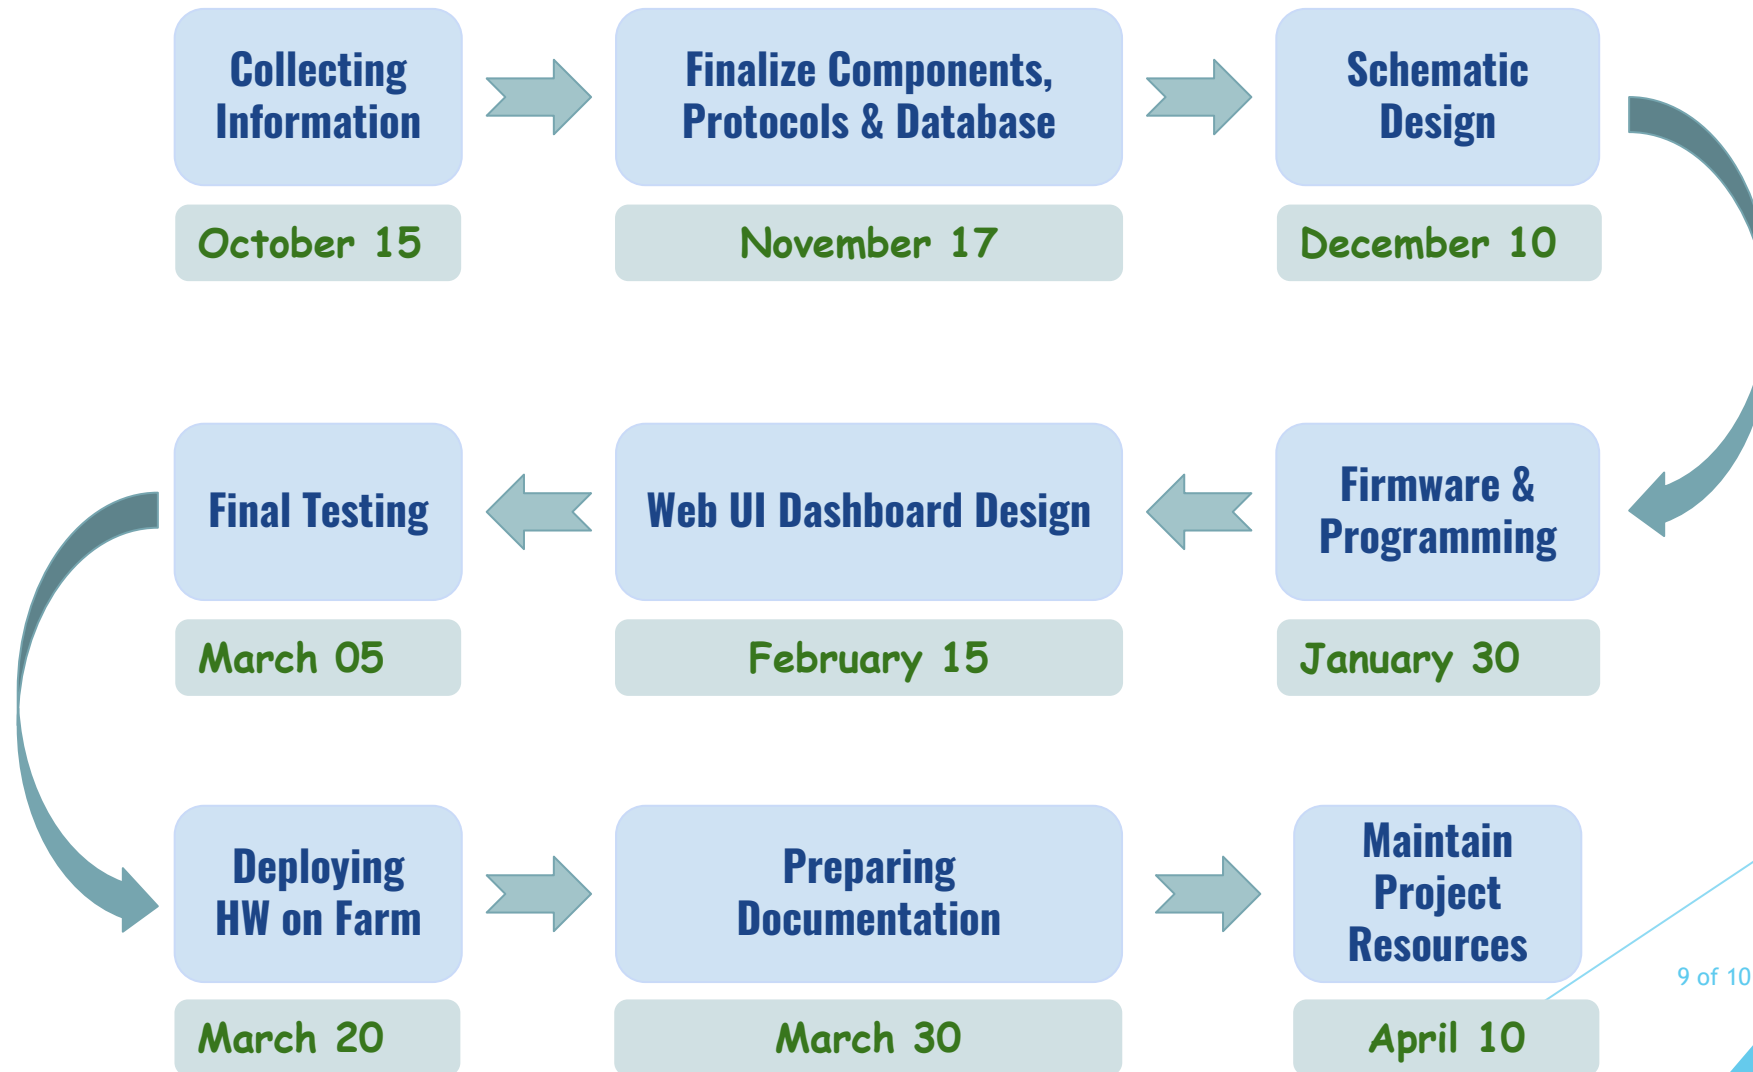 Collecting
Information
October 15
Finalize Components,
Protocols & Database
November 17
Schematic
Design
December 10
Firmware &
Programming
January 30
Web UI Dashboard Design
February 15
Final Testing
March 05
Deploying
HW on Farm
March 20
Preparing
Documentation
March 30
Maintain
Project
Resources
April 10
9 of 10